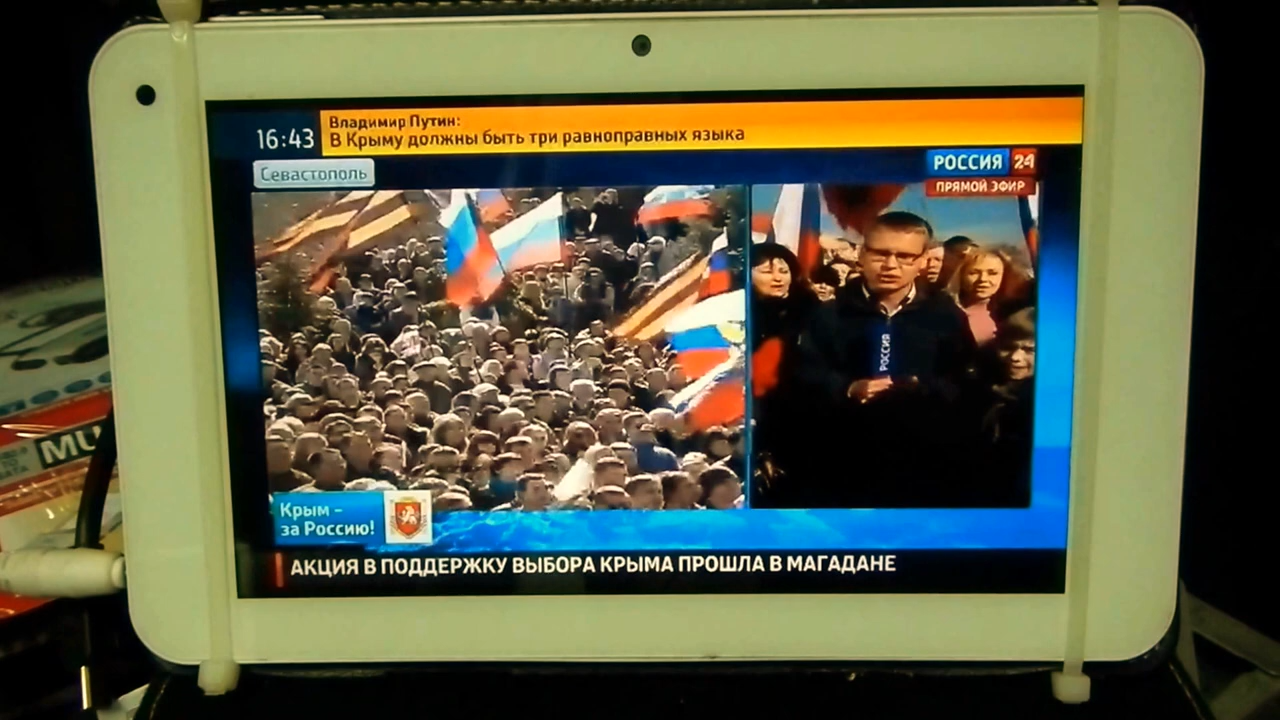 Владимир Путин:
16:43 В Крыму должны быть три равноправных языка
Севастополь
РОССИЯ 24
ПРЯМОЙ ЭФИР
РОССИЯ
Крым -
за Россию!
АКЦИЯ В ПОДДЕРЖКУ ВЫБОРА КРЫМА ПРОШЛА В МАГАДАНЕ